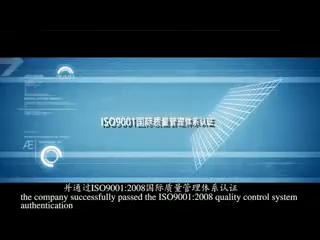 ISO9001国际质量管理体系认证
Æ
并通过ISO9001:2008国际质量管理体系认证
the company successfully passed the ISO9001:2008 quality control system
authentication